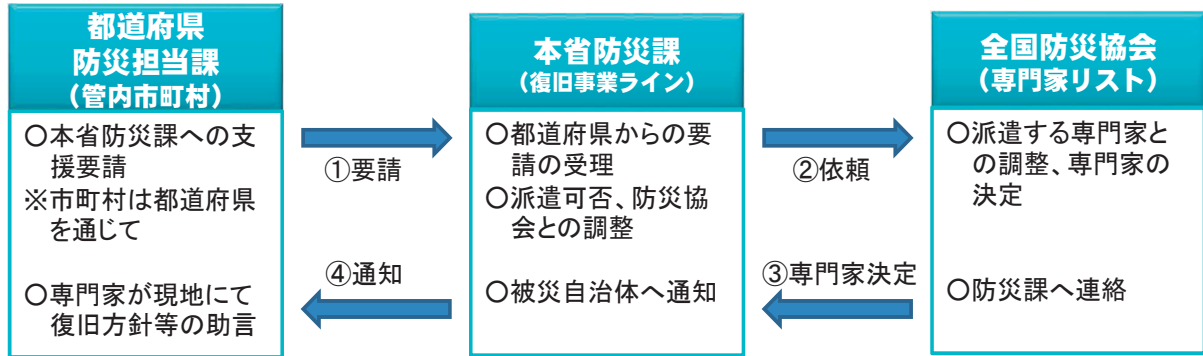 都道府県
防災担当課
(管内市町村)
〇本省防災課への支
援要請
※市町村は都道府県
を通じて
〇専門家が現地にて
復旧方針等の助言
①要請
④通知
本省防災課
(復旧事業ライン)
〇都道府県からの要
請の受理
〇派遣可否、防災協
会との調整
〇被災自治体へ通知
②依頼
③専門家決定
全国防災協会
(専門家リスト)
〇派遣する専門家と
の調整、専門家の
決定
〇防災課へ連絡